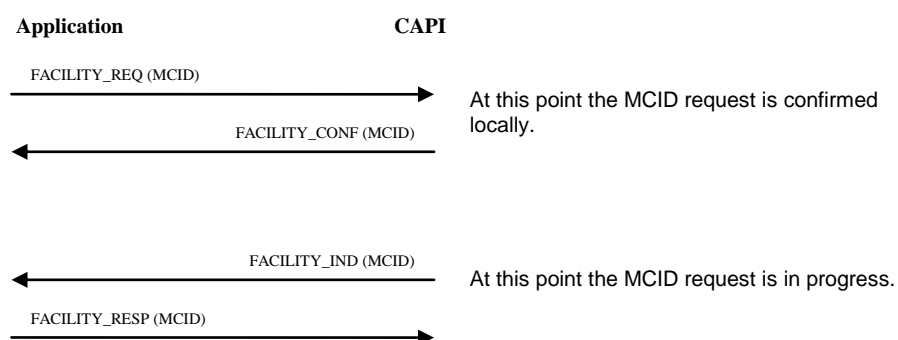 Application CAPI
FACILITY_REQ (MCID)
At this point the MCID request is confirmed
locally.
FACILITY_CONF (MCID)
FACILITY_IND (MCID)
At this point the MCID request is in progress.
FACILITY_RESP (MCID)